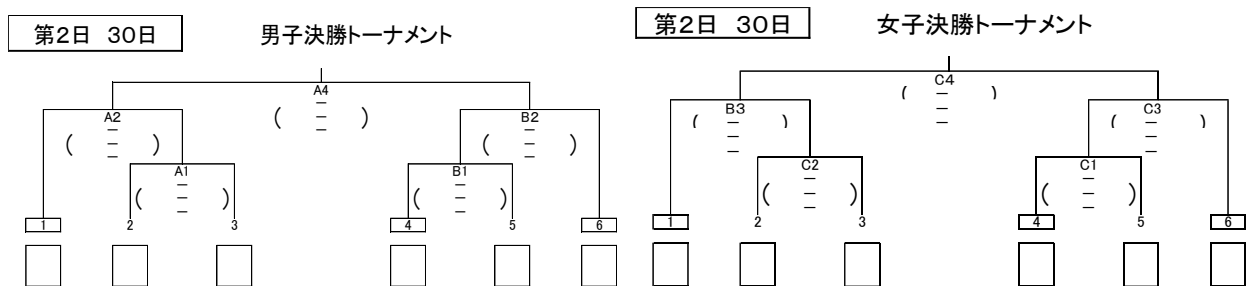 第2日 30日
男子決勝トーナメント
A4
( － － － )
A2
( － － － )
B2
( － － － )
A1
( － － － )
B1
( － － － )
1 2 3 4 5 6
第2日 30日
女子決勝トーナメント
C4
( － － － )
B3
( － － － )
C3
( － － － )
C2
( － － － )
C1
( － － － )
1 2 3 4 5 6